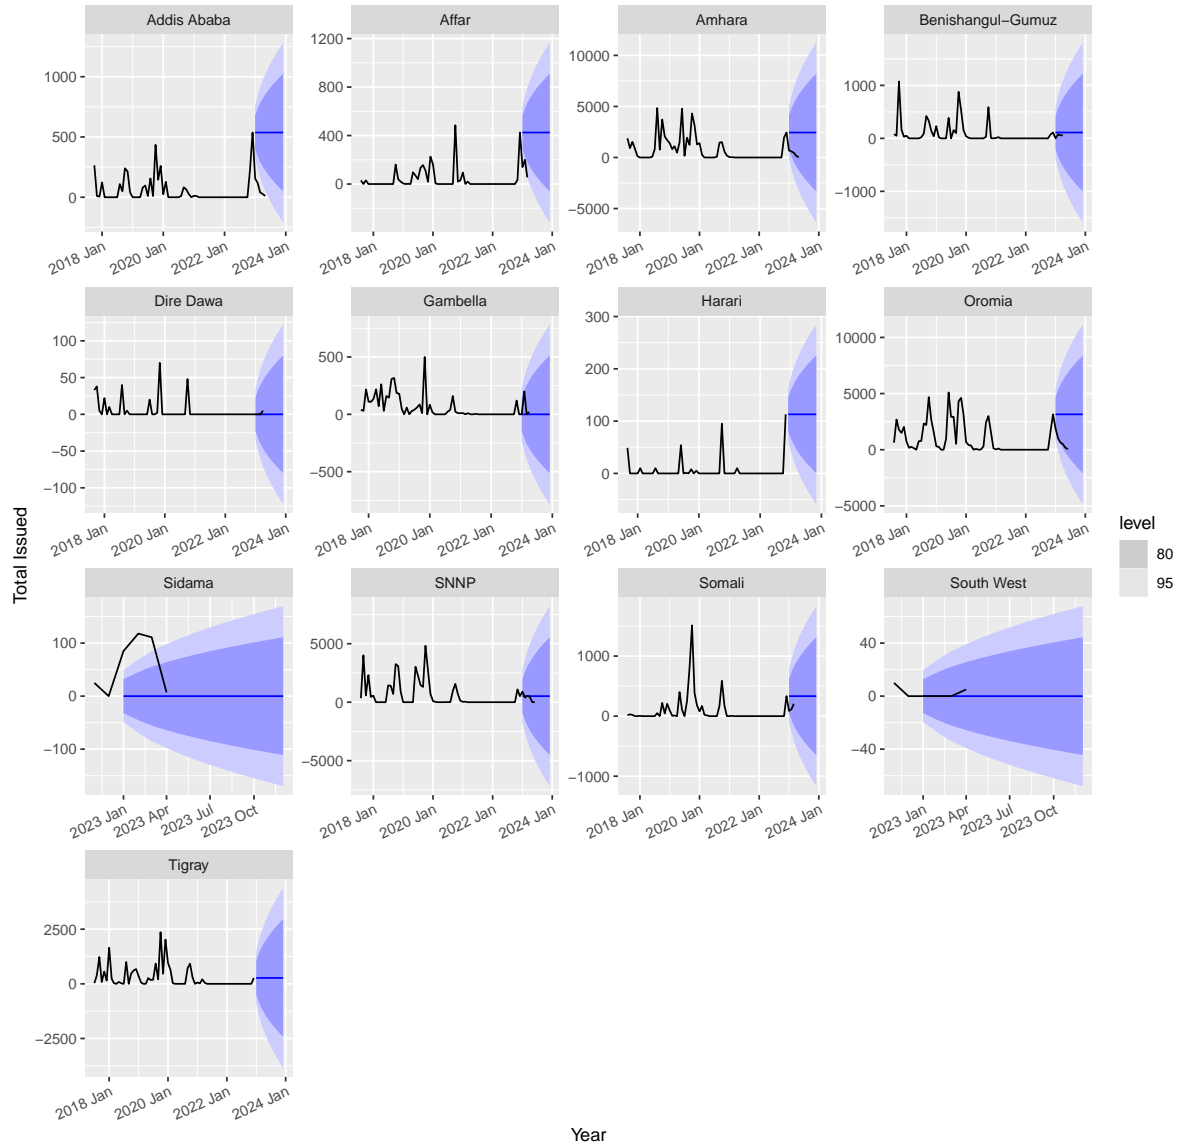 Addis Ababa
Affar
Amhara
Benishangul−Gumuz
1000
500
0
1200
800
400
0
10000
5000
0
−5000
1000
0
−1000
2018 Jan
2020 Jan
2022 Jan
2024 Jan
2018 Jan
2020 Jan
2022 Jan
2024 Jan
2018 Jan
2020 Jan
2022 Jan
2024 Jan
2018 Jan
2020 Jan
2022 Jan
2024 Jan
Dire Dawa
Gambella
Harari
Oromia
100
50
0
−50
−100
500
0
−500
300
200
100
0
10000
5000
0
−5000
2018 Jan
2020 Jan
2022 Jan
2024 Jan
2018 Jan
2020 Jan
2022 Jan
2024 Jan
2018 Jan
2020 Jan
2022 Jan
2024 Jan
2018 Jan
2020 Jan
2022 Jan
2024 Jan
Total Issued
level
80
95
Sidama
SNNP
Somali
South West
100
0
−100
5000
0
−5000
1000
0
−1000
40
0
−40
2023 Jan
2023 Apr
2023 Jul
2023 Oct
2018 Jan
2020 Jan
2022 Jan
2024 Jan
2018 Jan
2020 Jan
2022 Jan
2024 Jan
2023 Jan
2023 Apr
2023 Jul
2023 Oct
Tigray
2500
0
−2500
2018 Jan
2020 Jan
2022 Jan
2024 Jan
Year